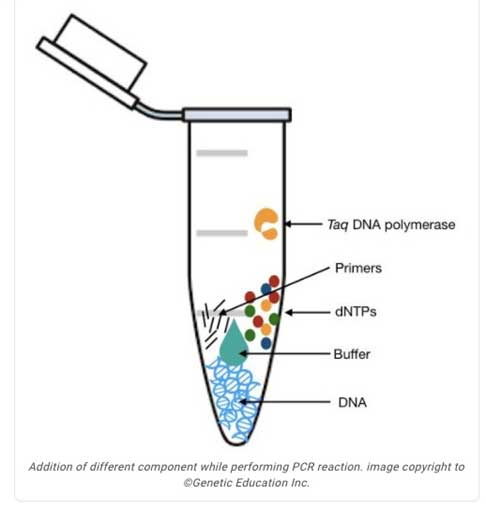 Taq DNA polymerase
Primers
dNTPs
Buffer
DNA
Addition of different component while performing PCR reaction. image copyright to
©Genetic Education Inc.